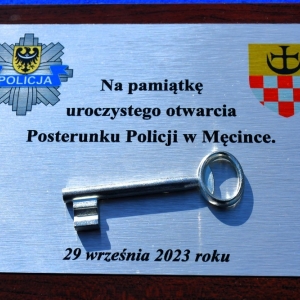 POLICJA
Na pamiątkę
uroczystego otwarcia
Posterunku Policji w Męcince.
29 września 2023 roku